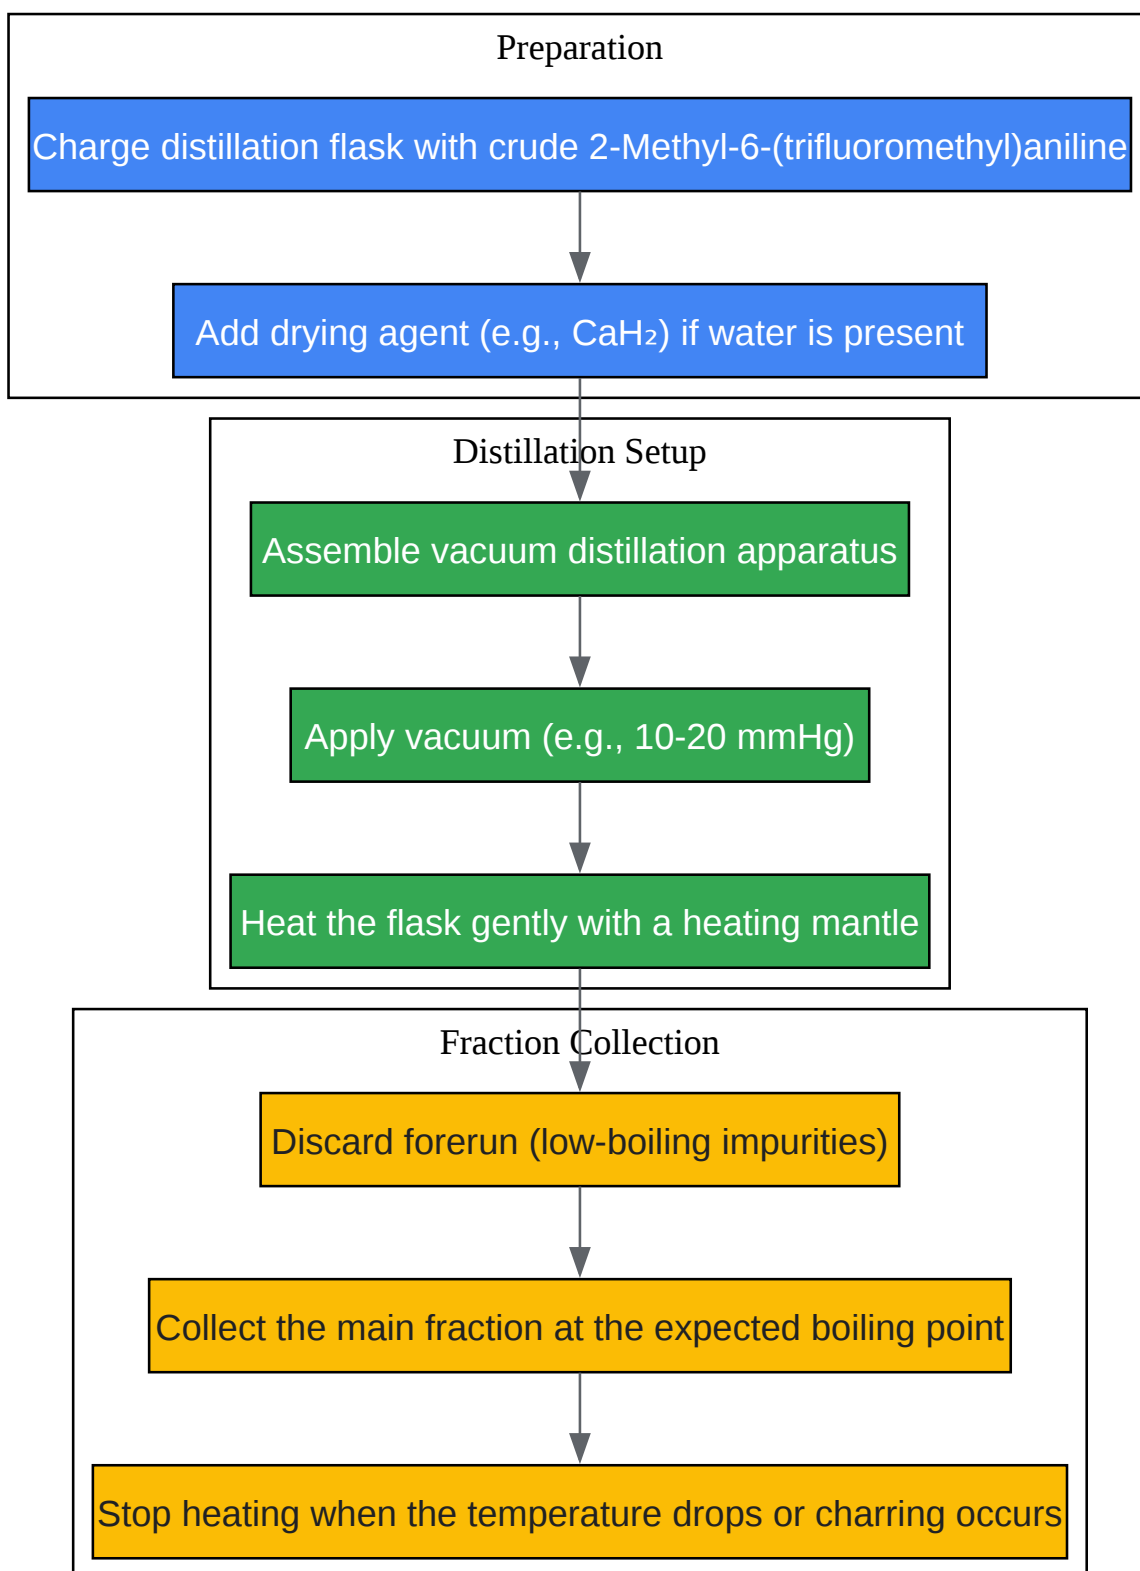 Preparation
Charge distillation flask with crude 2-Methyl-6-(trifluoromethyl)aniline
Add drying agent (e.g., CaH₂) if water is present
Distillation Setup
Assemble vacuum distillation apparatus
Apply vacuum (e.g., 10-20 mmHg)
Heat the flask gently with a heating mantle
Fraction Collection
Discard forerun (low-boiling impurities)
Collect the main fraction at the expected boiling point
Stop heating when the temperature drops or charring occurs